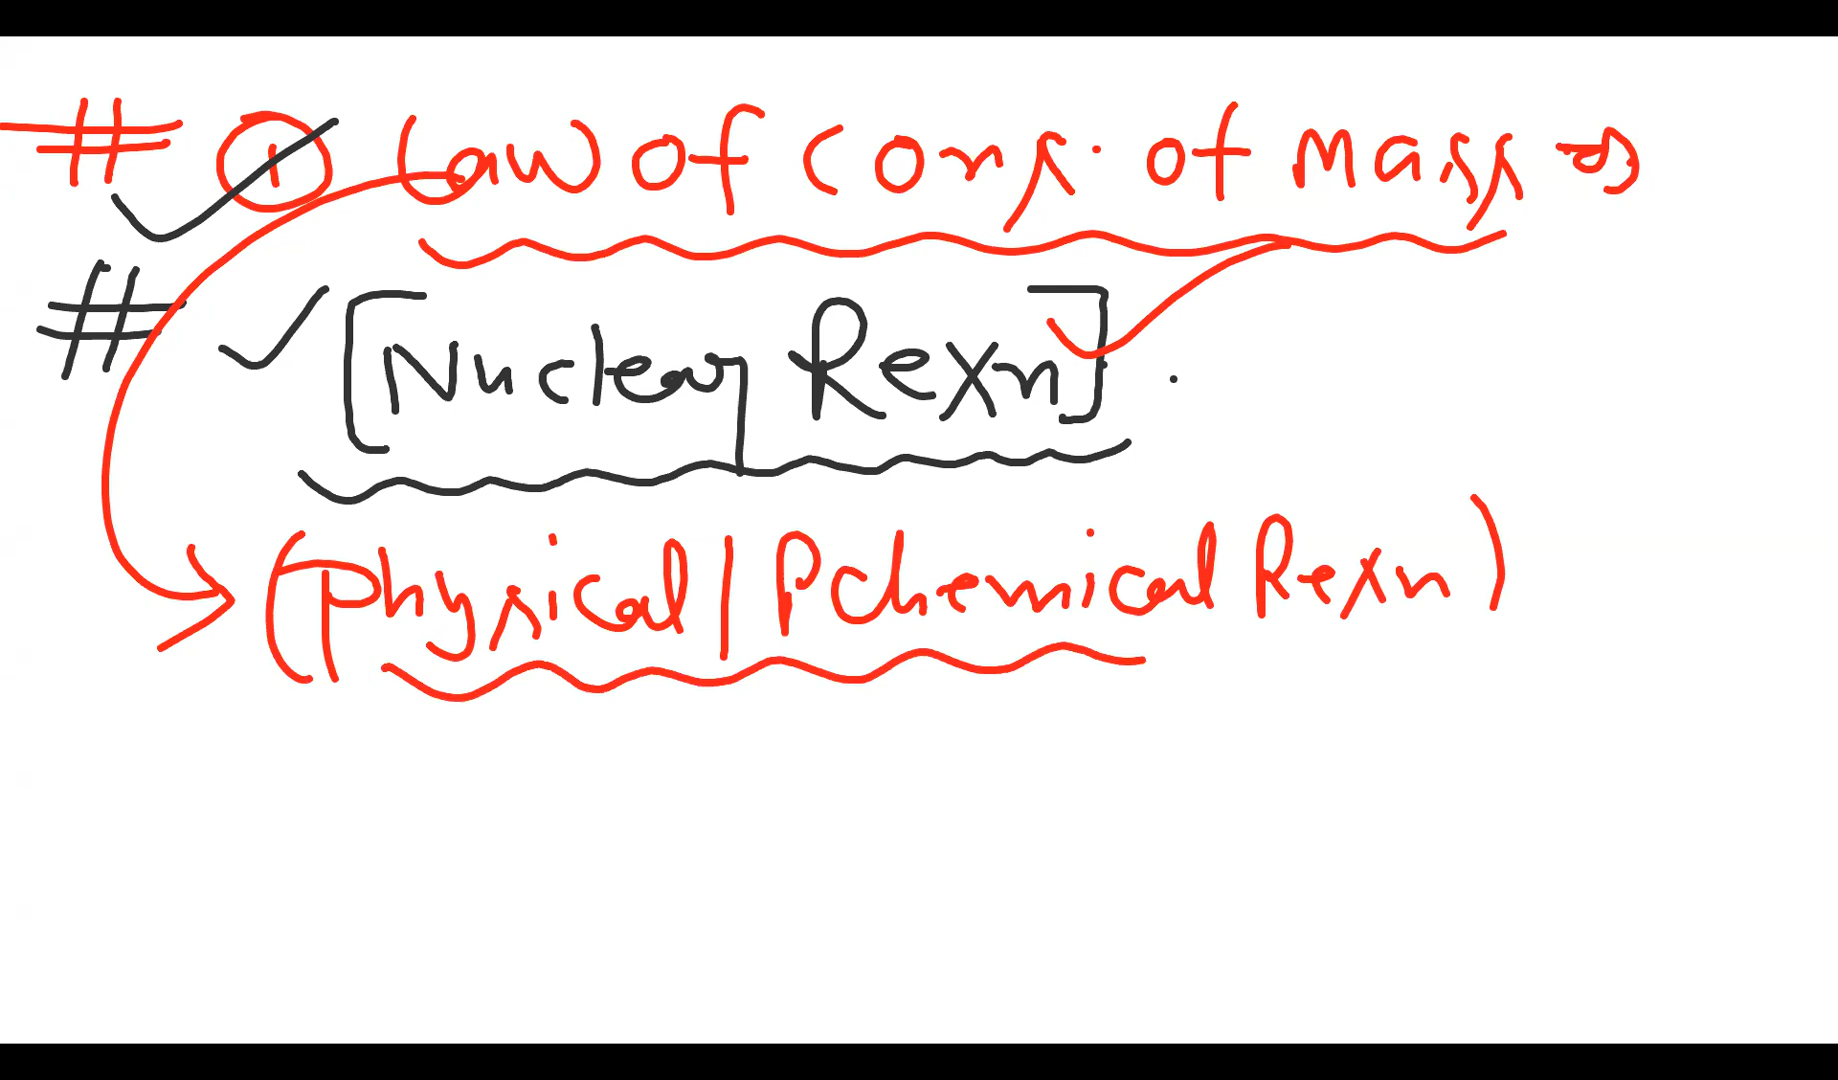 # ① Law of Cons. of Mass →
# ✓ [Nuclear Rexn] .
(Physical | Pchemical Rexn)